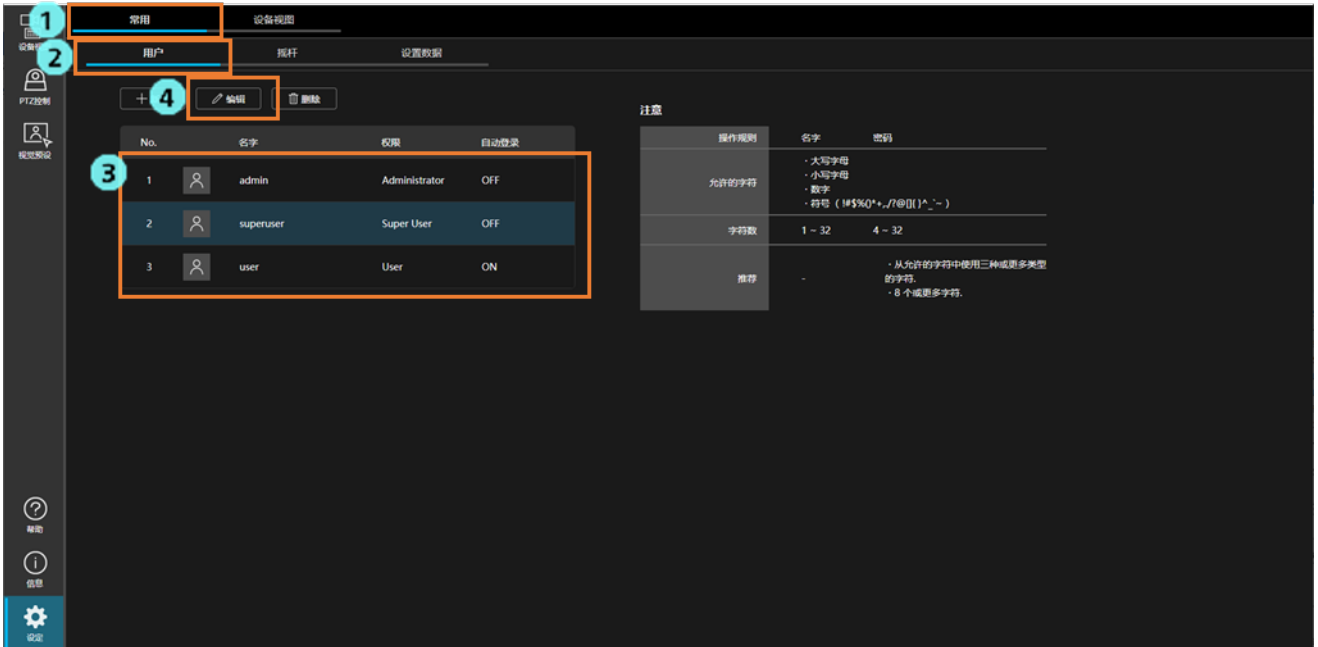 1
常用
设备视图
2
用户
摇杆
设置数据
PTZ控制
视觉预设
4
编辑
删除
注意
No.
名字
权限
自动登录
3
1
admin
Administrator
OFF
2
superuser
Super User
OFF
3
user
User
ON
操作规则
名字
密码
允许的字符
· 大写字母
· 小写字母
· 数字
字符数
1 ~ 32
4 ~ 32
推荐
-
· 从允许的字符中使用三种或更多类型
的字符.
· 8 个或更多字符.
帮助
信息
设定